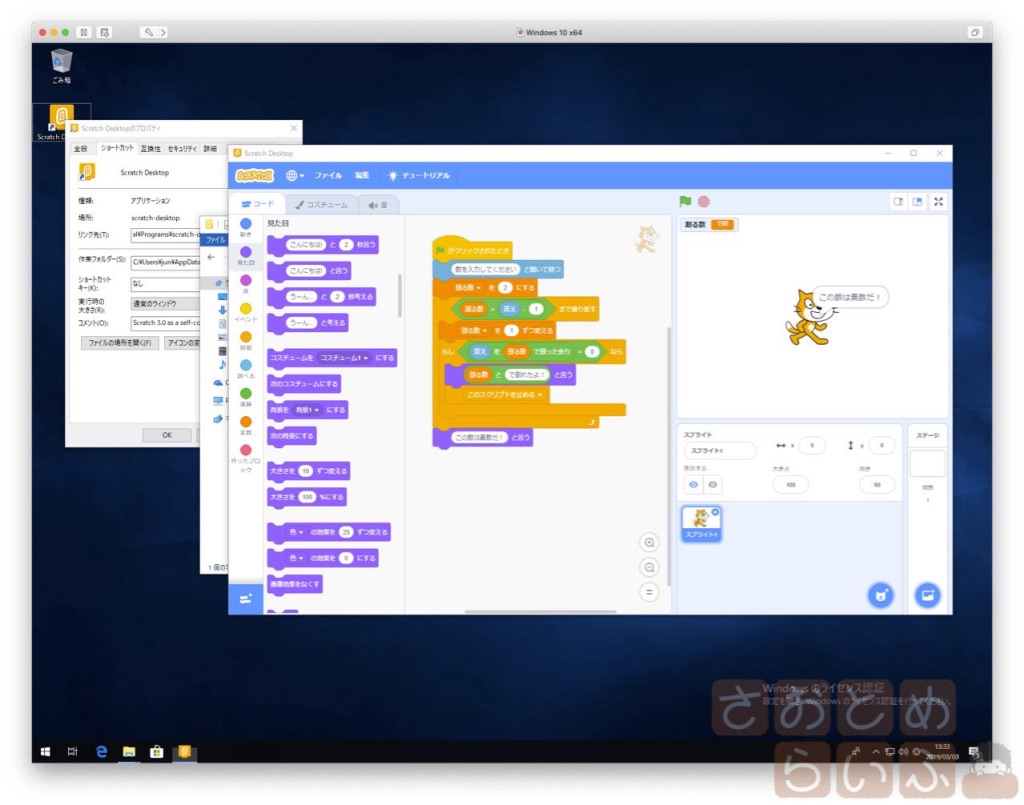 Windows 10 x64
ごみ箱
Scratch D
Scratch Desktopのプロパティ
全般 ショートカット 互換性 セキュリティ 詳細
Scratch Desktop
種類: アプリケーション
場所: scratch-desktop
リンク先(T): al¥Programs¥scratch-d
作業フォルダー(S): C:¥Users¥jun¥AppData
ショートカットキー(K): なし
実行時の大きさ(R): 通常のウィンドウ
コメント(O): Scratch 3.0 as a self-co
ファイルの場所を開く(F) アイコンの変
OK
ファイル
1 個の
Scratch Desktop
SCRATCH ファイル 編集 チュートリアル
コード コスチューム 音
動き
見た目
音
イベント
制御
調べる
演算
変数
作ったブロック
見た目
こんにちは! と 2 秒言う
こんにちは! と言う
うーん... と 2 秒考える
うーん... と考える
コスチュームを コスチューム1 にする
次のコスチュームにする
背景を 背景1 にする
次の背景にする
大きさを 10 ずつ変える
大きさを 100 %にする
色 の効果を 25 ずつ変える
色 の効果を 0 にする
画像効果をなくす
がクリックされたとき
数を入力してください と聞いて待つ
割る数 を 2 にする
割る数 = 答え - 1 まで繰り返す
割る数 を 1 ずつ変える
もし 答え を 割る数 で割った余り = 0 なら
割る数 と で割れたよ! と言う
このスクリプトを止める
この数は素数だ! と言う
割る数 198
この数は素数だ!
スプライト
スプライト1
x 0 y 0
表示する 大きさ 100 向き 90
スプライト1
ステージ
背景
1
Windows のライセンス認証
設定を開き、Windows のライセンス認証を行ってください。
さおとめ
らいふ
13:33
2019/03/03